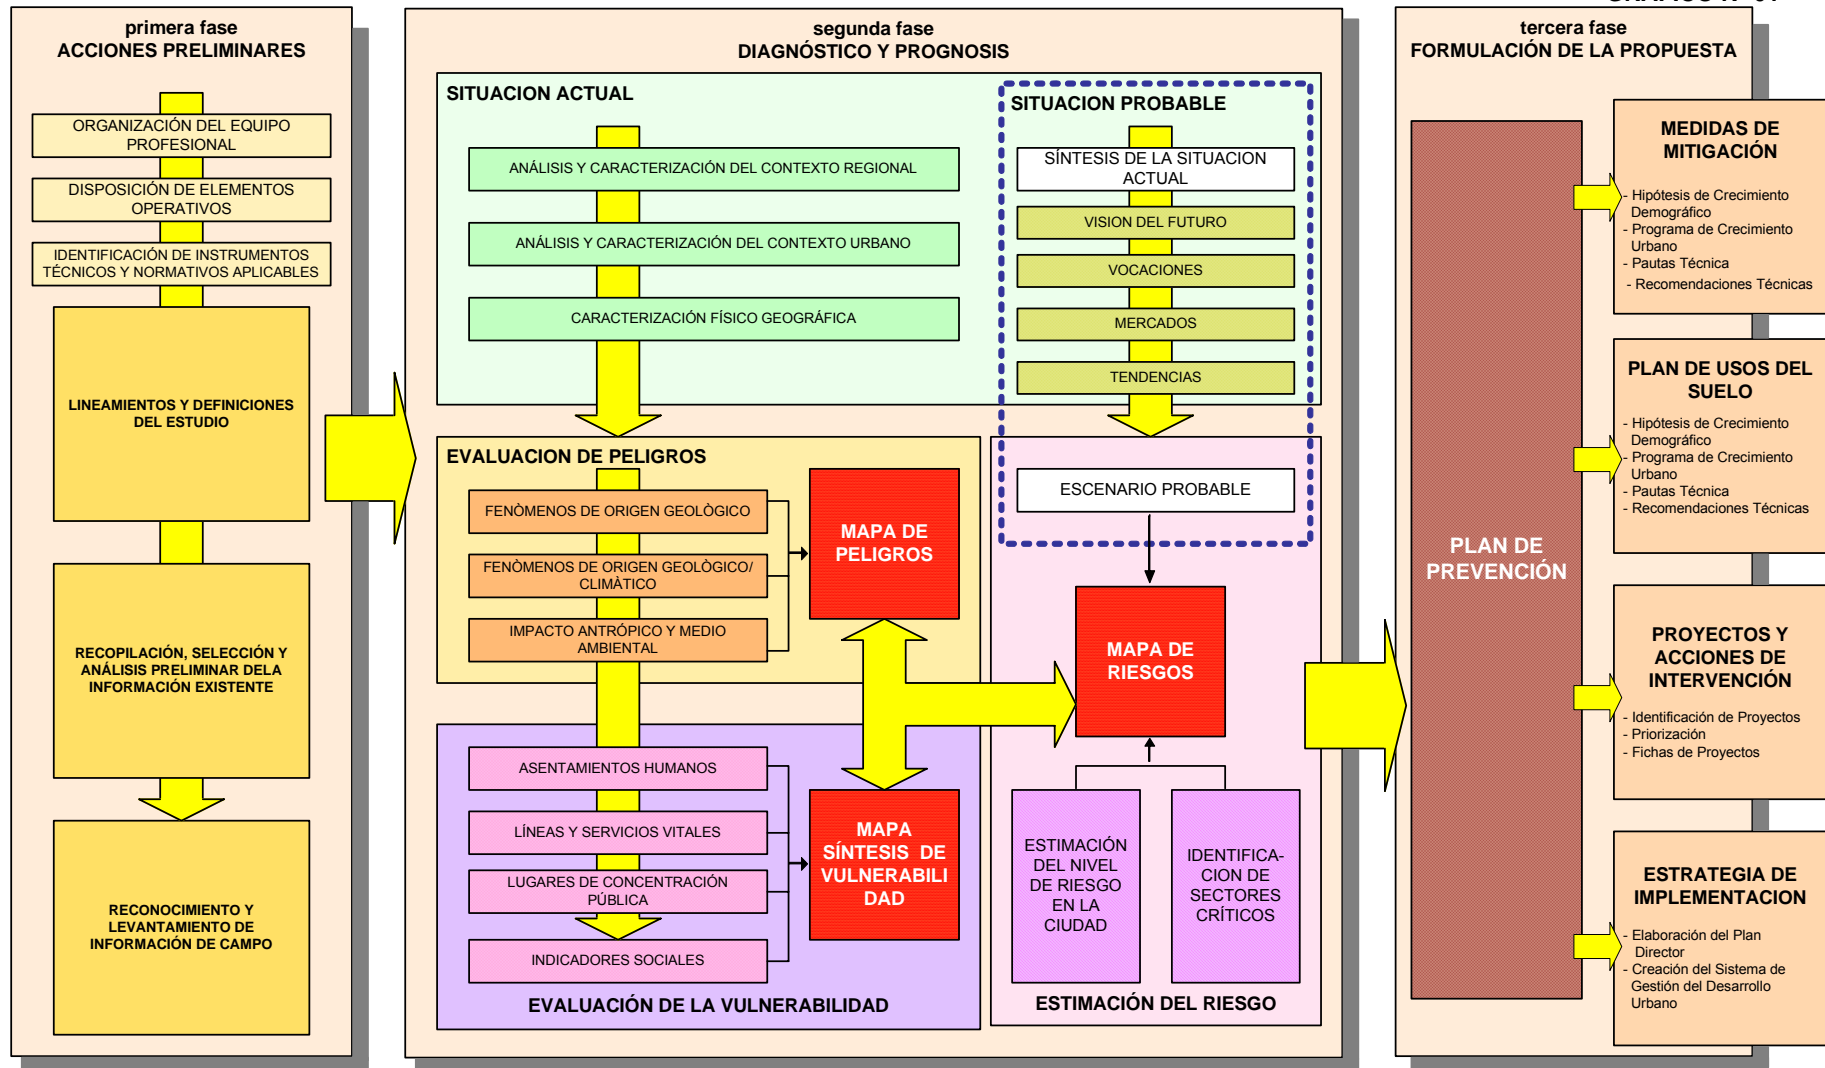 primera fase
ACCIONES PRELIMINARES
ORGANIZACIÓN DEL EQUIPO
PROFESIONAL
DISPOSICIÓN DE ELEMENTOS
OPERATIVOS
IDENTIFICACIÓN DE INSTRUMENTOS
TÉCNICOS Y NORMATIVOS APLICABLES
LINEAMIENTOS Y DEFINICIONES
DEL ESTUDIO
RECOPILACIÓN, SELECCIÓN Y
ANÁLISIS PRELIMINAR DELA
INFORMACIÓN EXISTENTE
RECONOCIMIENTO Y
LEVANTAMIENTO DE
INFORMACIÓN DE CAMPO
segunda fase
DIAGNÓSTICO Y PROGNOSIS
SITUACION ACTUAL
ANÁLISIS Y CARACTERIZACIÓN DEL CONTEXTO REGIONAL
ANÁLISIS Y CARACTERIZACIÓN DEL CONTEXTO URBANO
CARACTERIZACIÓN FÍSICO GEOGRÁFICA
SITUACION PROBABLE
SÍNTESIS DE LA SITUACION
ACTUAL
VISION DEL FUTURO
VOCACIONES
MERCADOS
TENDENCIAS
EVALUACION DE PELIGROS
FENÒMENOS DE ORIGEN GEOLÒGICO
FENÒMENOS DE ORIGEN GEOLÒGICO/
CLIMÀTICO
IMPACTO ANTRÓPICO Y MEDIO
AMBIENTAL
MAPA DE
PELIGROS
ASENTAMIENTOS HUMANOS
LÍNEAS Y SERVICIOS VITALES
LUGARES DE CONCENTRACIÓN
PÚBLICA
INDICADORES SOCIALES
MAPA
SÍNTESIS DE
VULNERABILI
DAD
EVALUACIÓN DE LA VULNERABILIDAD
ESCENARIO PROBABLE
MAPA DE
RIESGOS
ESTIMACIÓN
DEL NIVEL
DE RIESGO
EN LA
CIUDAD
IDENTIFICA-
CION DE
SECTORES
CRÍTICOS
ESTIMACIÓN DEL RIESGO
tercera fase
FORMULACIÓN DE LA PROPUESTA
PLAN DE
PREVENCIÓN
MEDIDAS DE
MITIGACIÓN
- Hipótesis de Crecimiento
Demográfico
- Programa de Crecimiento
Urbano
- Pautas Técnica
- Recomendaciones Técnicas
PLAN DE USOS DEL
SUELO
- Hipótesis de Crecimiento
Demográfico
- Programa de Crecimiento
Urbano
- Pautas Técnica
- Recomendaciones Técnicas
PROYECTOS Y
ACCIONES DE
INTERVENCIÓN
- Identificación de Proyectos
- Priorización
- Fichas de Proyectos
ESTRATEGIA DE
IMPLEMENTACION
- Elaboración del Plan
Director
- Creación del Sistema de
Gestión del Desarrollo
Urbano